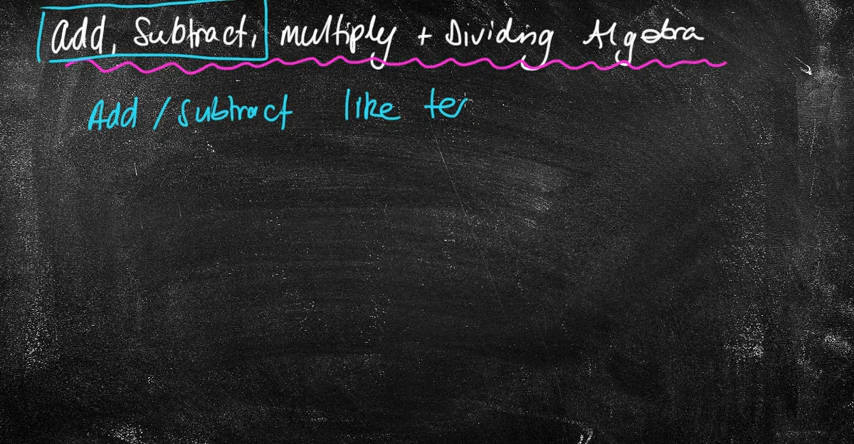 Add, Subtract, multiply + Dividing Algebra
Add / Subtract like ter